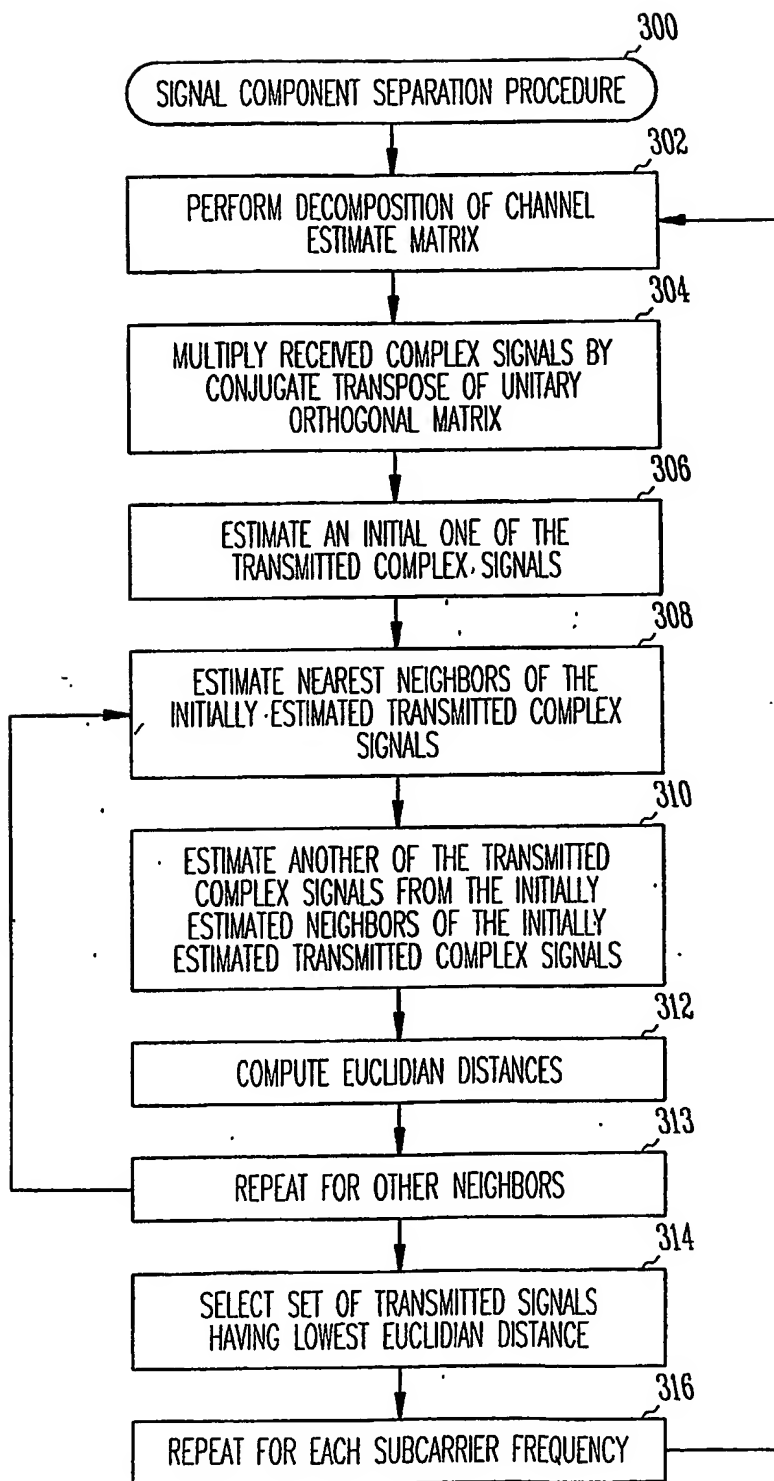 300
SIGNAL COMPONENT SEPARATION PROCEDURE
302
PERFORM DECOMPOSITION OF CHANNEL
ESTIMATE MATRIX
304
MULTIPLY RECEIVED COMPLEX SIGNALS BY
CONJUGATE TRANSPOSE OF UNITARY
ORTHOGONAL MATRIX
306
ESTIMATE AN INITIAL ONE OF THE
TRANSMITTED COMPLEX SIGNALS
308
ESTIMATE NEAREST NEIGHBORS OF THE
INITIALLY ESTIMATED TRANSMITTED COMPLEX
SIGNALS
310
ESTIMATE ANOTHER OF THE TRANSMITTED
COMPLEX SIGNALS FROM THE INITIALLY
ESTIMATED NEIGHBORS OF THE INITIALLY
ESTIMATED TRANSMITTED COMPLEX SIGNALS
312
COMPUTE EUCLIDIAN DISTANCES
313
REPEAT FOR OTHER NEIGHBORS
314
SELECT SET OF TRANSMITTED SIGNALS
HAVING LOWEST EUCLIDIAN DISTANCE
316
REPEAT FOR EACH SUBCARRIER FREQUENCY